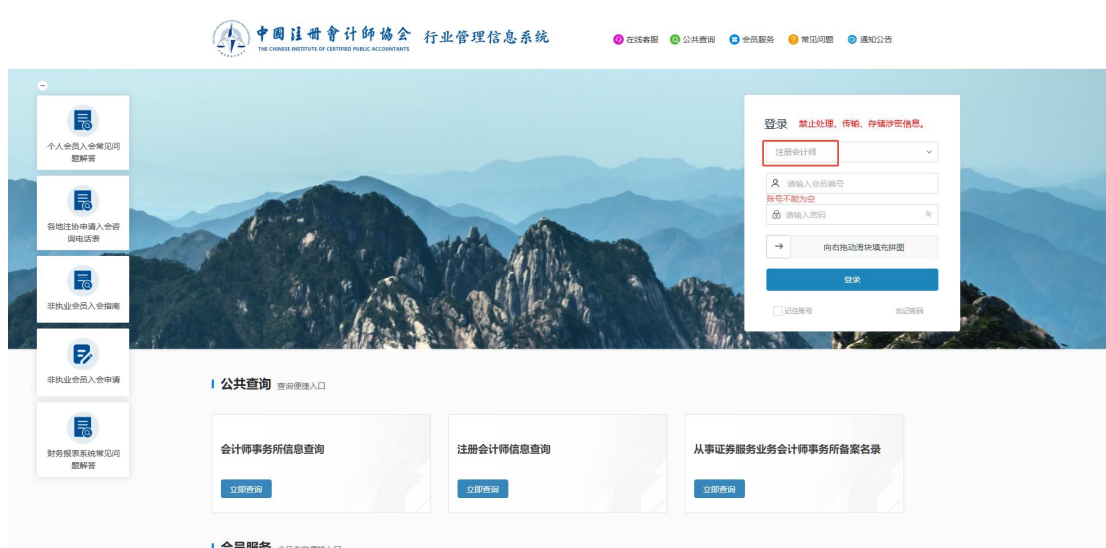 中国注册会计师协会 行业管理信息系统
THE CHINESE INSTITUTE OF CERTIFIED PUBLIC ACCOUNTANTS
在线客服 公共查询 会员服务 常见问题 通知公告
个人会员入会常见问
题解答
各地注协申请入会咨
询电话表
非执业会员入会指南
非执业会员入会申请
财务报表系统常见问
题解答
登录 禁止处理、传输、存储涉密信息。
注册会计师
请输入会员编号
账号不能为空
请输入密码
向右拖动滑块填充拼图
登录
记住账号 忘记密码
公共查询 查询便捷入口
会计师事务所信息查询
立即查询
注册会计师信息查询
立即查询
从事证券服务业务会计师事务所备案名录
立即查询
会员服务